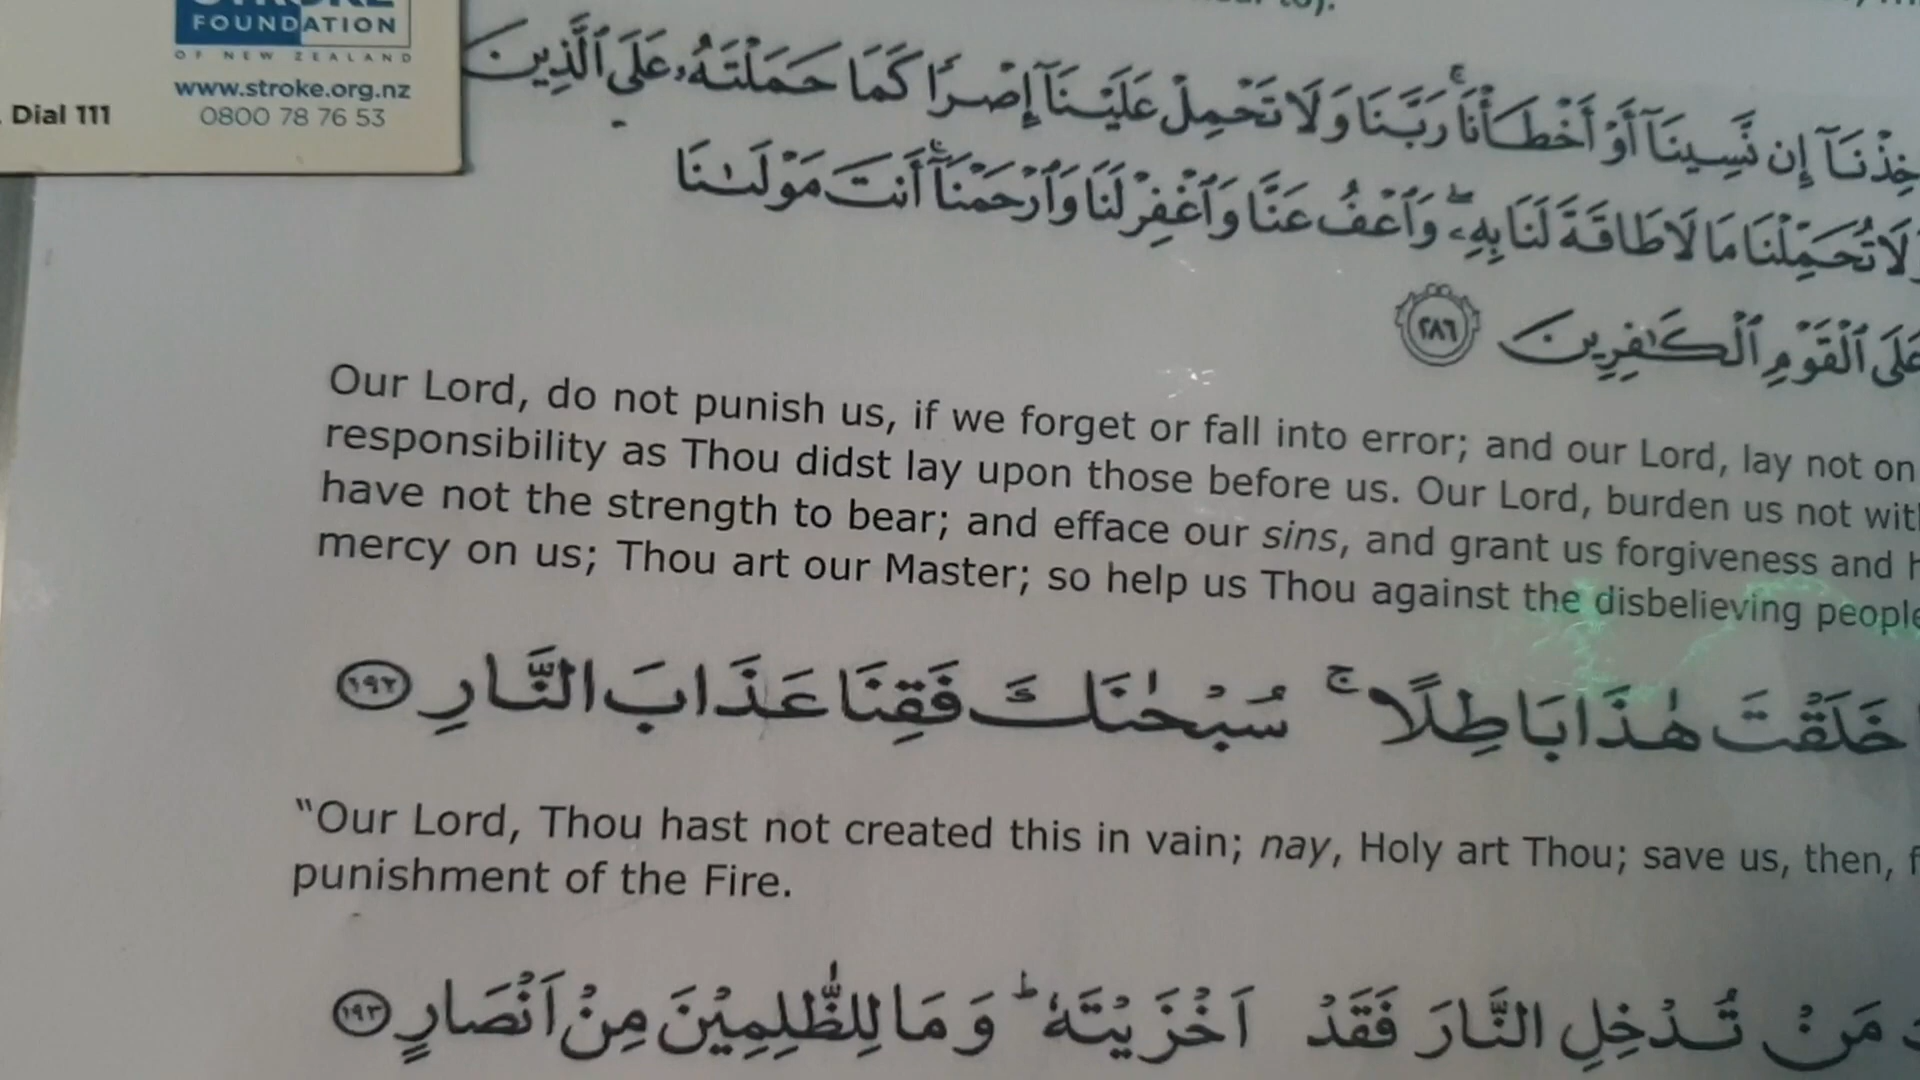 FOUNDATION
OF NEW ZEALAND
www.stroke.org.nz
0800 78 76 53
Dial 111
إِن نَّسِينَآ أَوْ أَخْطَأْنَا ۚ رَبَّنَا وَلَا تَحْمِلْ عَلَيْنَآ إِصْرًا كَمَا حَمَلْتَهُۥ عَلَى ٱلَّذِينَ
لَا تُحَمِّلْنَا مَا لَا طَاقَةَ لَنَا بِهِۦ ۖ وَٱعْفُ عَنَّا وَٱغْفِرْ لَنَا وَٱرْحَمْنَآ ۚ أَنتَ مَوْلَىٰنَا
عَلَى ٱلْقَوْمِ ٱلْكَـٰفِرِينَ ٢٨٦
Our Lord, do not punish us, if we forget or fall into error; and our Lord, lay not on
responsibility as Thou didst lay upon those before us. Our Lord, burden us not
have not the strength to bear; and efface our sins, and grant us forgiveness and
mercy on us; Thou art our Master; so help us Thou against the disbelieving people
خَلَقْتَ هٰذَا بَاطِلًا ۚ سُبْحٰنَكَ فَقِنَا عَذَابَ النَّارِ ١٩٢
"Our Lord, Thou hast not created this in vain; nay, Holy art Thou; save us, then,
punishment of the Fire.
مَنْ تُدْخِلِ النَّارَ فَقَدْ اَخْزَيْتَهٗ ؕ وَمَا لِلظّٰلِمِيْنَ مِنْ اَنْصَارٍ ١٩٣